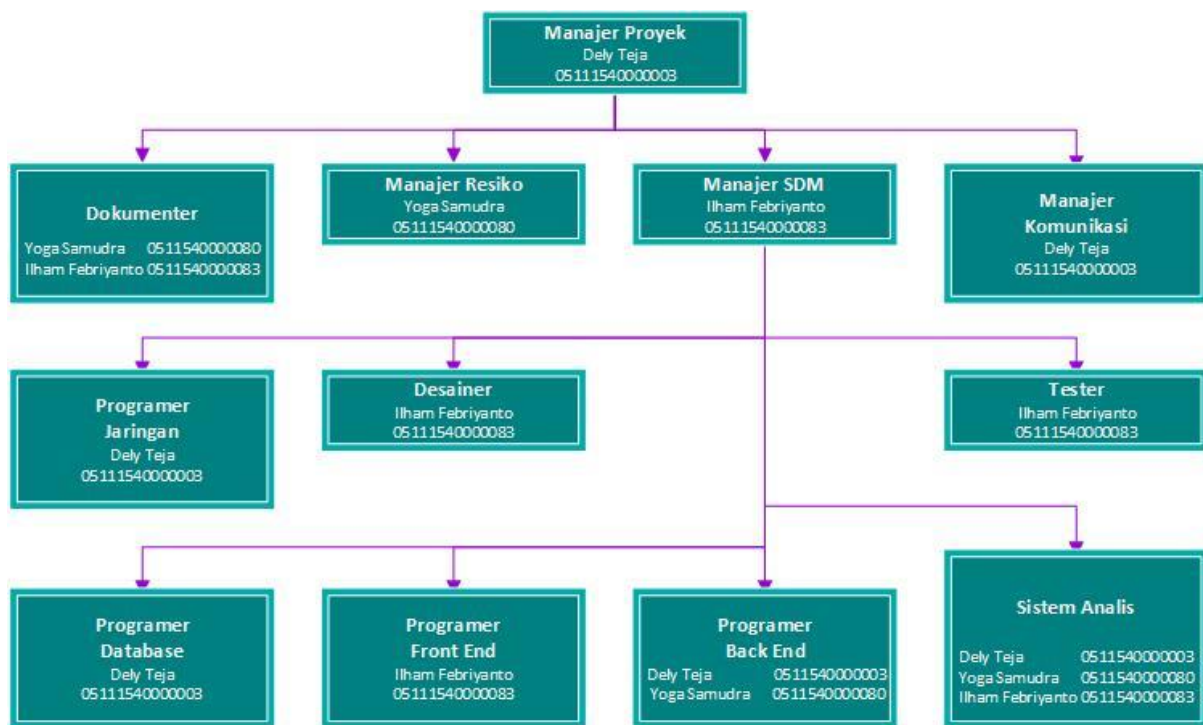 Manajer Proyek
Dely Teja
05111540000003
Dokumenter
Yoga Samudra 0511540000080
Ilham Febriyanto 0511540000083
Manajer Resiko
Yoga Samudra
05111540000080
Manajer SDM
Ilham Febriyanto
05111540000083
Manajer
Komunikasi
Dely Teja
05111540000003
Programer
Jaringan
Dely Teja
05111540000003
Desainer
Ilham Febriyanto
05111540000083
Tester
Ilham Febriyanto
05111540000083
Programer
Database
Dely Teja
05111540000003
Programer
Front End
Ilham Febriyanto
05111540000083
Programer
Back End
Dely Teja 0511540000003
Yoga Samudra 0511540000080
Sistem Analis
Dely Teja 0511540000003
Yoga Samudra 0511540000080
Ilham Febriyanto 0511540000083